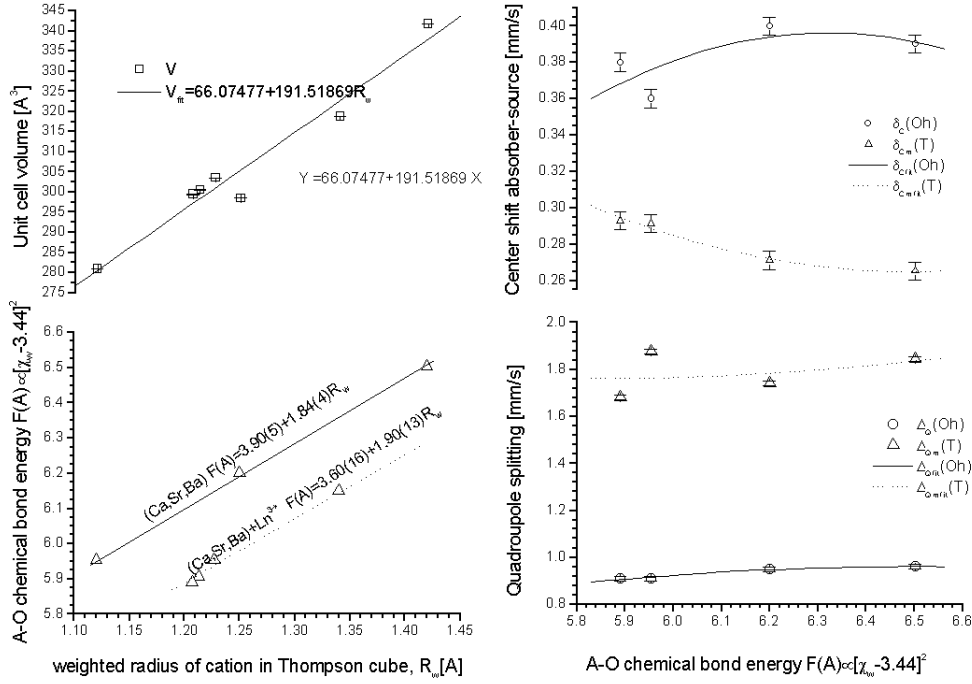 345
340
335
330
325
320
315
310
305
300
295
290
285
280
275
Unit cell volume [A³]
V
V_fit=66.07477+191.51869R_w
Y =66.07477+191.51869 X
0.40
0.36
0.32
0.28
0.26
Center shift absorber-source [mm/s]
δ_C(Oh)
δ_Cm(T)
δ_Cfit(Oh)
δ_Cmfit(T)
6.6
6.5
6.4
6.3
6.2
6.1
6.0
5.9
5.8
A-O chemical bond energy F(A)∝[χ_w-3.44]²
(Ca,Sr,Ba) F(A)=3.90(5)+1.84(4)R_w
(Ca,Sr,Ba)+Ln³⁺ F(A)=3.60(16)+1.90(13)R_w
1.10 1.15 1.20 1.25 1.30 1.35 1.40 1.45
weighted radius of cation in Thompson cube, R_w[A]
2.0
1.8
1.6
1.4
1.2
1.0
0.8
Quadroupole splitting [mm/s]
Δ_Q(Oh)
Δ_Qm(T)
Δ_Qfit(Oh)
Δ_Qmfit(T)
5.8 5.9 6.0 6.1 6.2 6.3 6.4 6.5 6.6
A-O chemical bond energy F(A)∝[χ_w-3.44]²